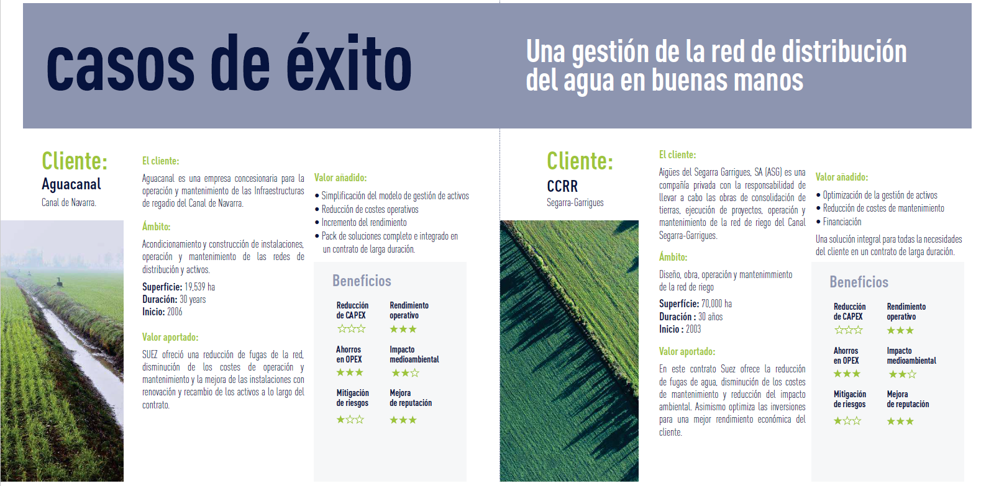 casos de éxito
Una gestión de la red de distribución
del agua en buenas manos
Cliente:
Aguacanal
Canal de Navarra.
El cliente:
Aguacanal es una empresa concesionaria para la
operación y mantenimiento de las Infraestructuras
de regadio del Canal de Navarra.
Ámbito:
Acondicionamiento y construcción de instalaciones,
operación y mantenimiento de las redes de
distribución y activos.
Superficie: 19,539 ha
Duración: 30 years
Inicio: 2006
Valor aportado:
SUEZ ofreció una reducción de fugas de la red,
disminución de los costes de operación y
mantenimiento y la mejora de las instalaciones con
renovación y recambio de los activos a lo largo del
contrato.
Valor añadido:
• Simplificación del modelo de gestión de activos
• Reducción de costes operativos
• Incremento del rendimiento
• Pack de soluciones completo e integrado en
un contrato de larga duración.
Beneficios
Reducción
de CAPEX
☆☆☆
Rendimiento
operativo
★★★
Ahorros
en OPEX
★★★
Impacto
medioambiental
★★☆
Mitigación
de riesgos
★☆☆
Mejora
de reputación
★★★
Cliente:
CCRR
Segarra-Garrigues
El cliente:
Aigües del Segarra Garrigues, SA (ASG) es una
compañía privada con la responsabilidad de
llevar a cabo las obras de consolidación de
tierras, ejecución de proyectos, operación y
mantenimiento de la red de riego del Canal
Segarra-Garrigues.
Ámbito:
Diseño, obra, operación y mantenimmiento
de la red de riego
Superfície: 70,000 ha
Duración : 30 años
Inicio : 2003
Valor aportado:
En este contrato Suez ofrece la reducción
de fugas de agua, disminución de los costes
de mantenimiento y reducción del impacto
ambiental. Asimismo optimiza las inversiones
para una mejor rendimiento económica del
cliente.
Valor añadido:
• Optimización de la gestión de activos
• Reducción de costes de mantenimiento
• Financiación
Una solución integral para todas la necesidades
del cliente en un contrato de larga duración.
Beneficios
Reducción
de CAPEX
☆☆☆
Rendimiento
operativo
★★★
Ahorros
en OPEX
★★★
Impacto
medioambiental
★★☆
Mitigación
de riesgos
★☆☆
Mejora
de reputación
★★★